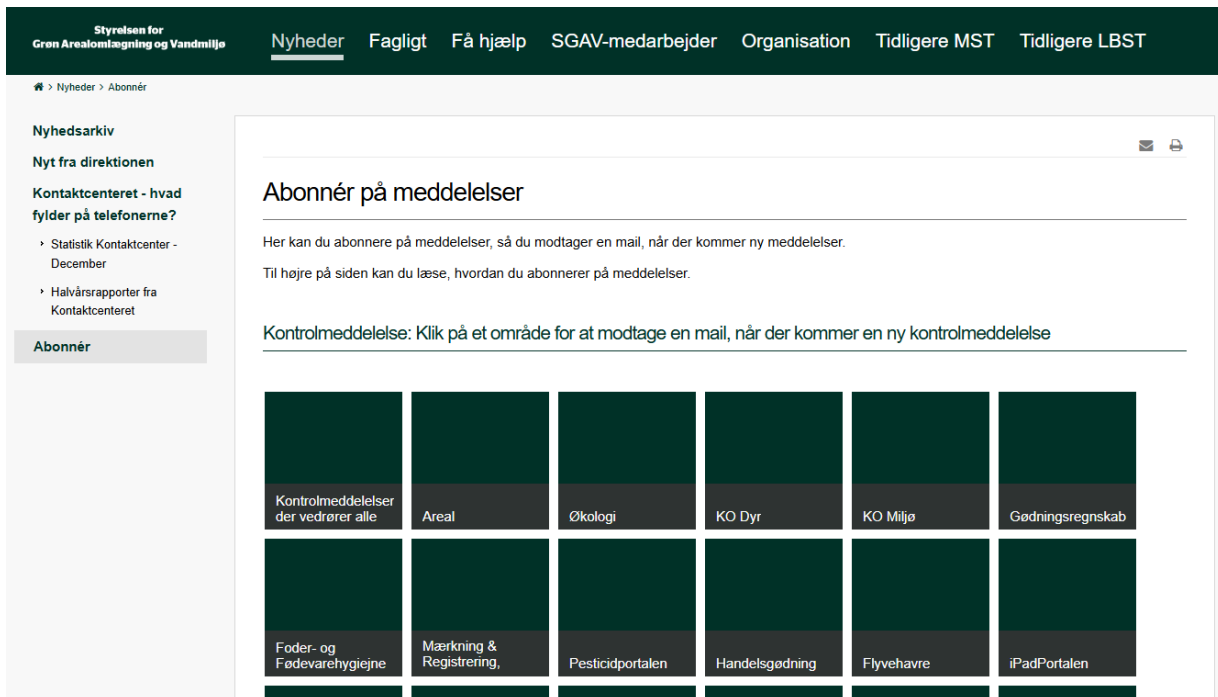 Styrelsen for
Grøn Arealomlægning og Vandmiljø
Nyheder Fagligt Få hjælp SGAV-medarbejder Organisation Tidligere MST Tidligere LBST
> Nyheder > Abonnér
Nyhedsarkiv
Nyt fra direktionen
Kontaktcenteret - hvad
fylder på telefonerne?
Statistik Kontaktcenter -
December
Halvårsrapporter fra
Kontaktcenteret
Abonnér
Abonnér på meddelelser
Her kan du abonnere på meddelelser, så du modtager en mail, når der kommer ny meddelelser.
Til højre på siden kan du læse, hvordan du abonnerer på meddelelser.
Kontrolmeddelelse: Klik på et område for at modtage en mail, når der kommer en ny kontrolmeddelelse
Kontrolmeddelelser
der vedrører alle
Areal
Økologi
KO Dyr
KO Miljø
Gødningsregnskab
Foder- og
Fødevarehygiejne
Mærkning &
Registrering,
Pesticidportalen
Handelsgødning
Flyvehavre
iPadPortalen